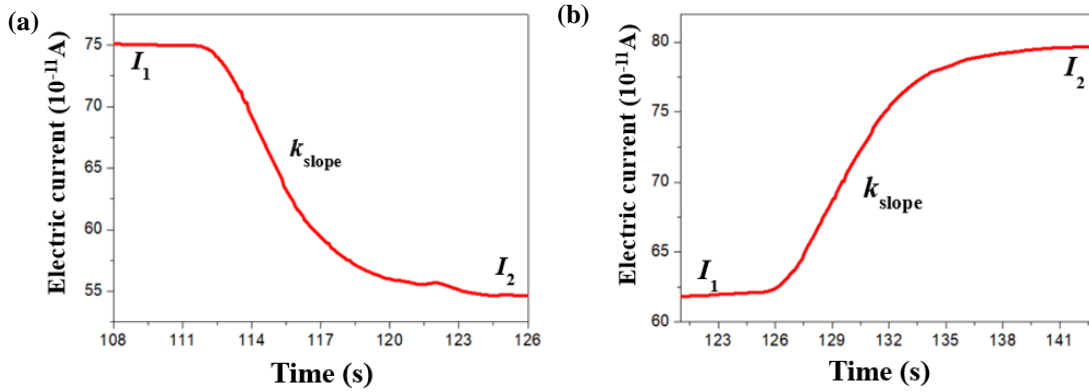 (a)
Electric current (10⁻¹¹A)
75
70
65
60
55
I₁
k slope
I₂
108 111 114 117 120 123 126
Time (s)
(b)
Electric current (10⁻¹¹A)
80
75
70
65
60
I₂
k slope
I₁
123 126 129 132 135 138 141
Time (s)